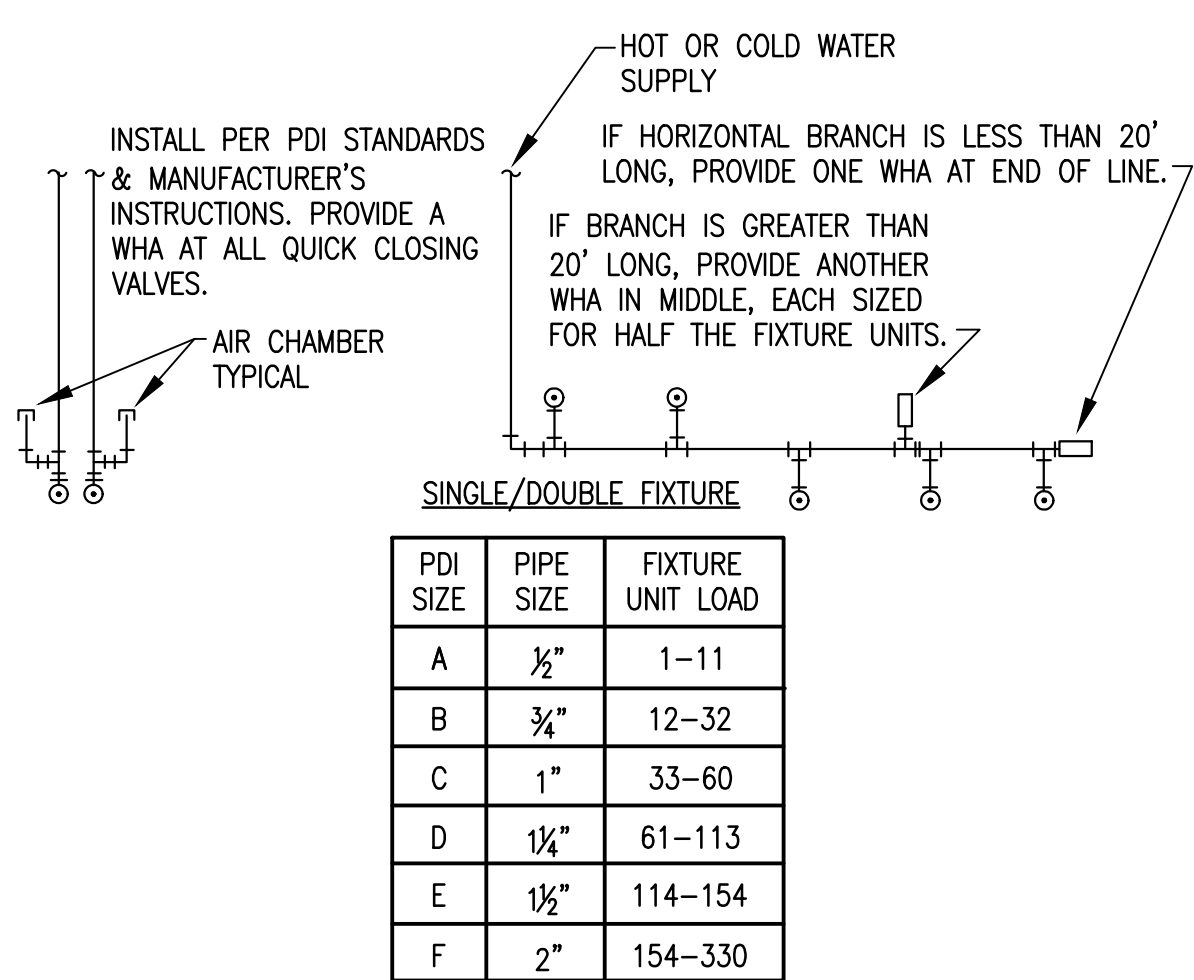 HOT OR COLD WATER
SUPPLY
INSTALL PER PDI STANDARDS
& MANUFACTURER'S
INSTRUCTIONS. PROVIDE A
WHA AT ALL QUICK CLOSING
VALVES.
IF HORIZONTAL BRANCH IS LESS THAN 20'
LONG, PROVIDE ONE WHA AT END OF LINE.
IF BRANCH IS GREATER THAN
20' LONG, PROVIDE ANOTHER
WHA IN MIDDLE, EACH SIZED
FOR HALF THE FIXTURE UNITS.
AIR CHAMBER
TYPICAL
SINGLE/DOUBLE FIXTURE
PDI SIZE PIPE SIZE FIXTURE UNIT LOAD
A ½" 1-11
B ¾" 12-32
C 1" 33-60
D 1¼" 61-113
E 1½" 114-154
F 2" 154-330